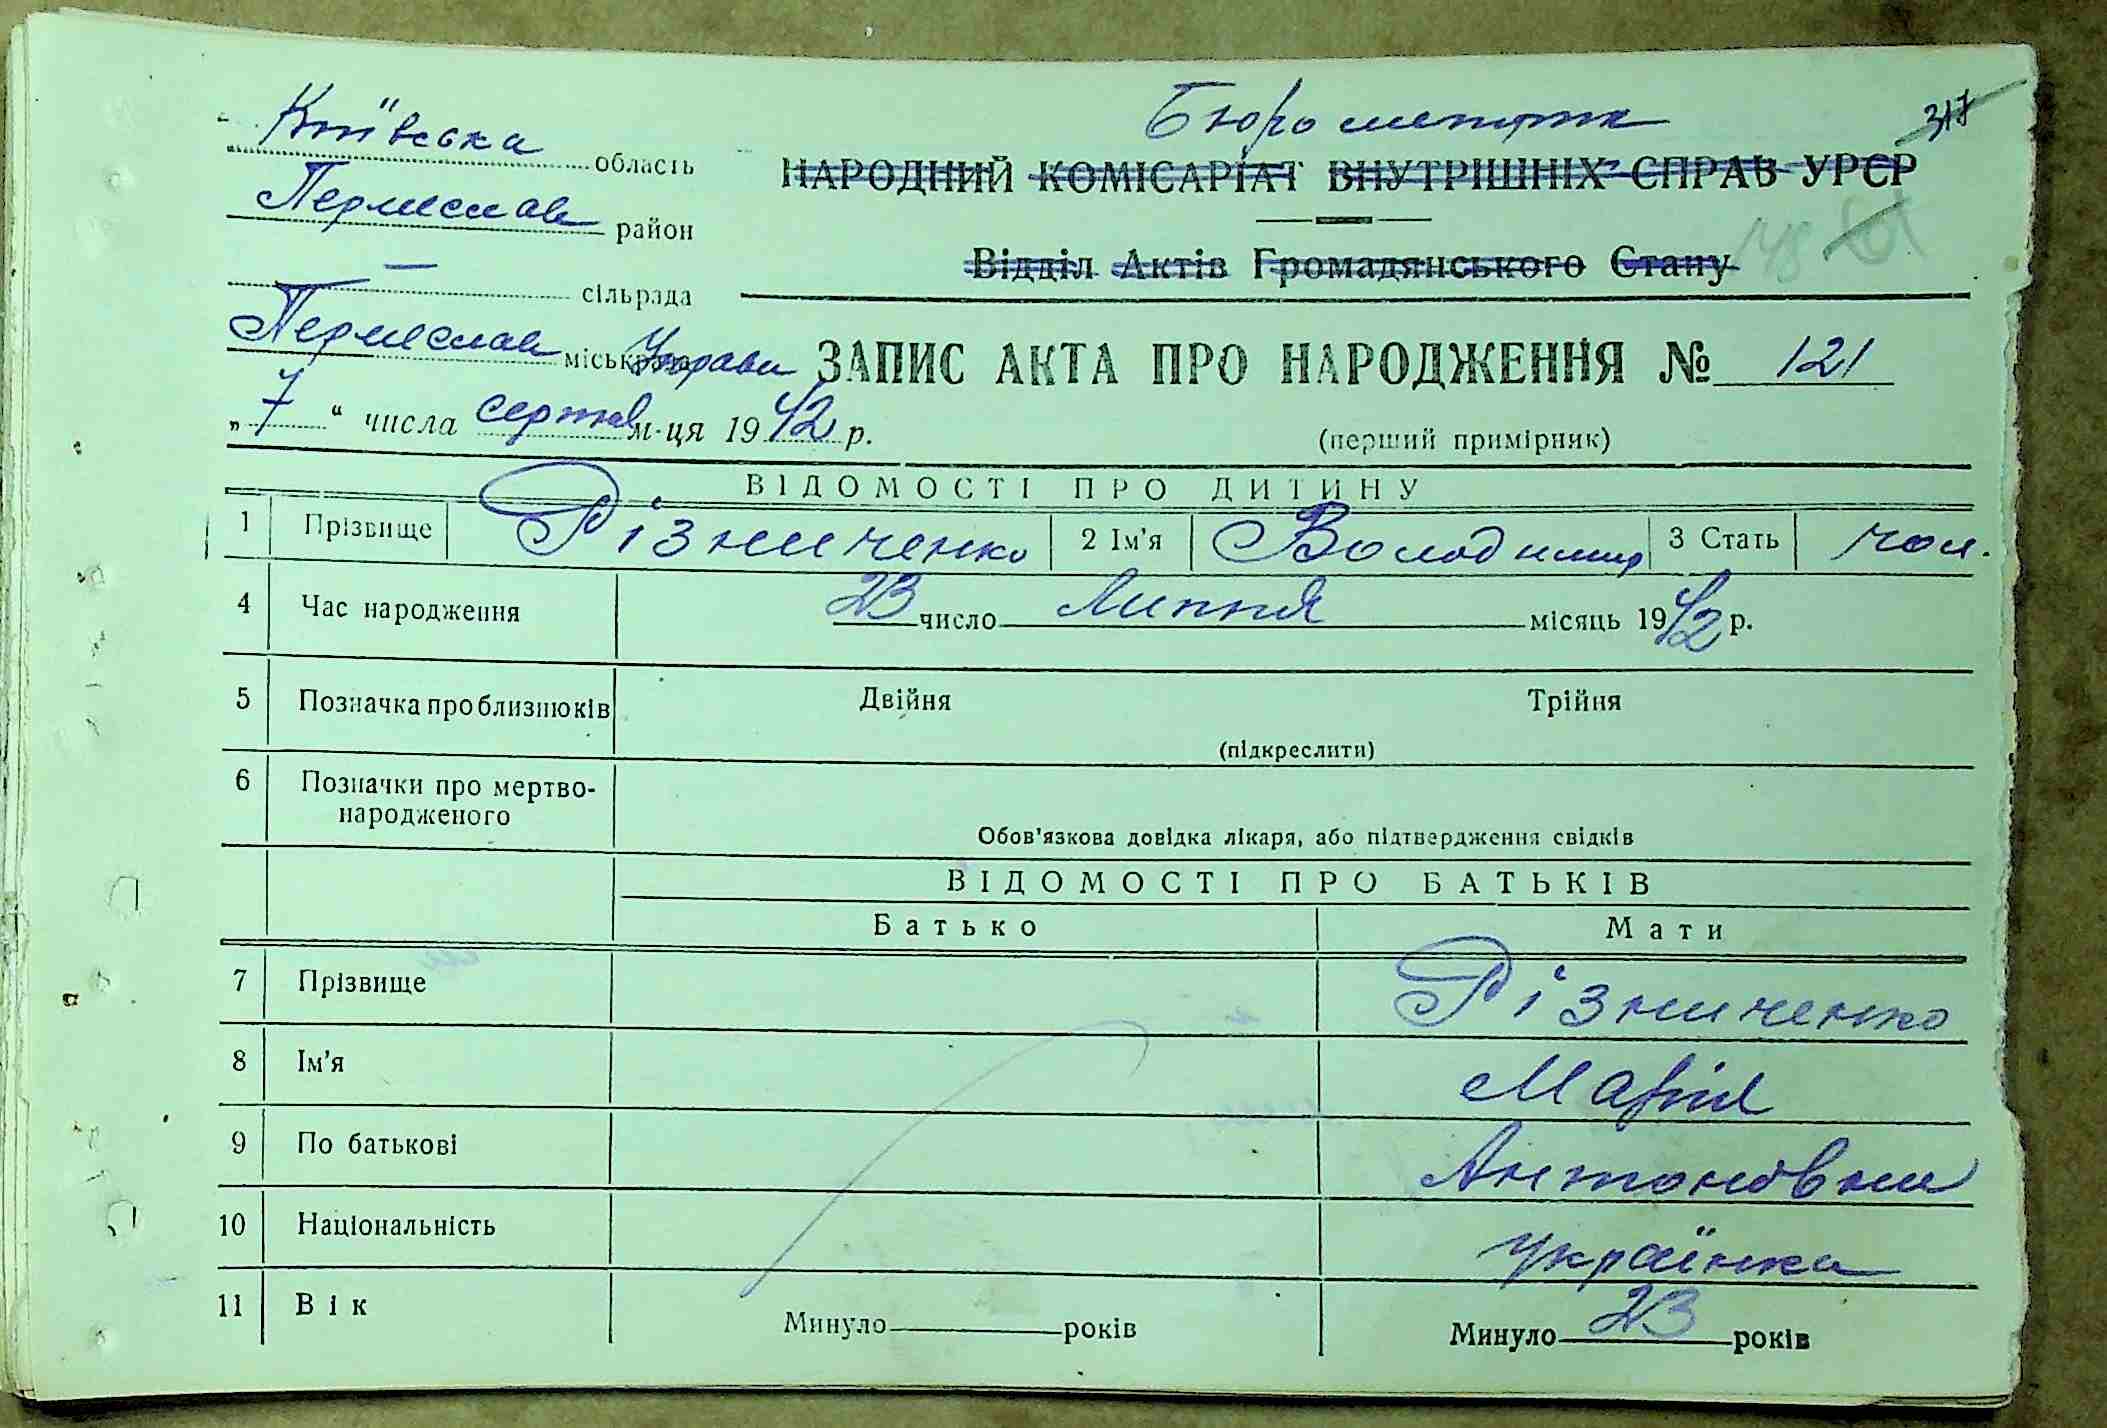 Київська область
Переяслав район
— сільрада
Переяслав міськ Управи
„7“ числа серпня м-ця 1942 р.
Бюро метрик
317
НАРОДНИЙ КОМІСАРІАТ ВНУТРІШНІХ СПРАВ УРСР
Відділ Актів Громадянського Стану
ЗАПИС АКТА ПРО НАРОДЖЕННЯ № 121
(перший примірник)
ВІДОМОСТІ ПРО ДИТИНУ
1 Прізвище Різниченко 2 Ім'я Володимир 3 Стать чол.
4 Час народження 23 число Липня місяць 1942 р.
5 Позначка про близнюків Двійня Трійня
(підкреслити)
6 Позначки про мертво-
народженого
Обов'язкова довідка лікаря, або підтвердження свідків
ВІДОМОСТІ ПРО БАТЬКІВ
Батько Мати
7 Прізвище Різниченко
8 Ім'я Марія
9 По батькові Антоновна
10 Національність українка
11 Вік Минуло років Минуло 23 років